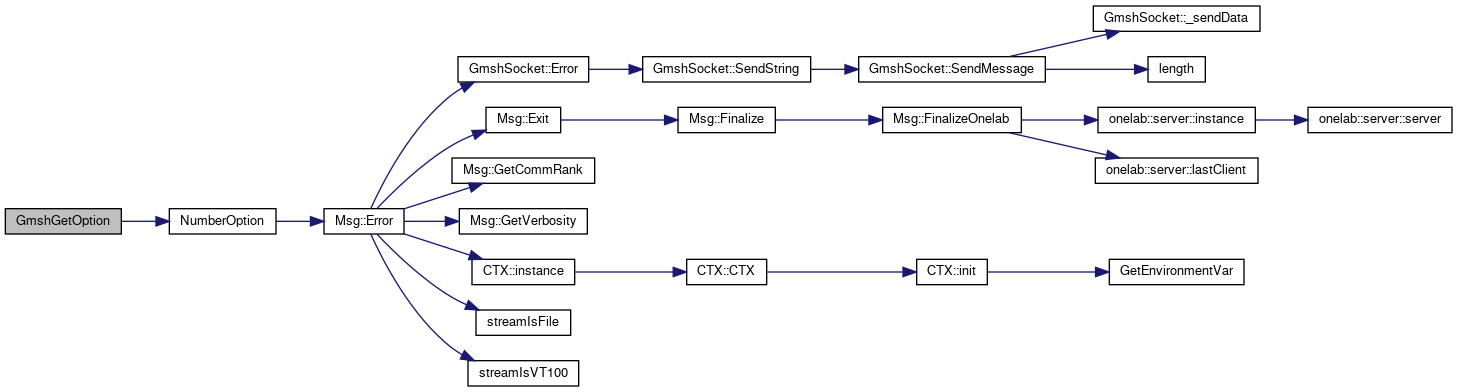 GmshSocket::_sendData
GmshSocket::Error
GmshSocket::SendString
GmshSocket::SendMessage
length
Msg::Exit
Msg::Finalize
Msg::FinalizeOnelab
onelab::server::instance
onelab::server::server
Msg::GetCommRank
onelab::server::lastClient
GmshGetOption
NumberOption
Msg::Error
Msg::GetVerbosity
CTX::instance
CTX::CTX
CTX::init
GetEnvironmentVar
streamIsFile
streamIsVT100